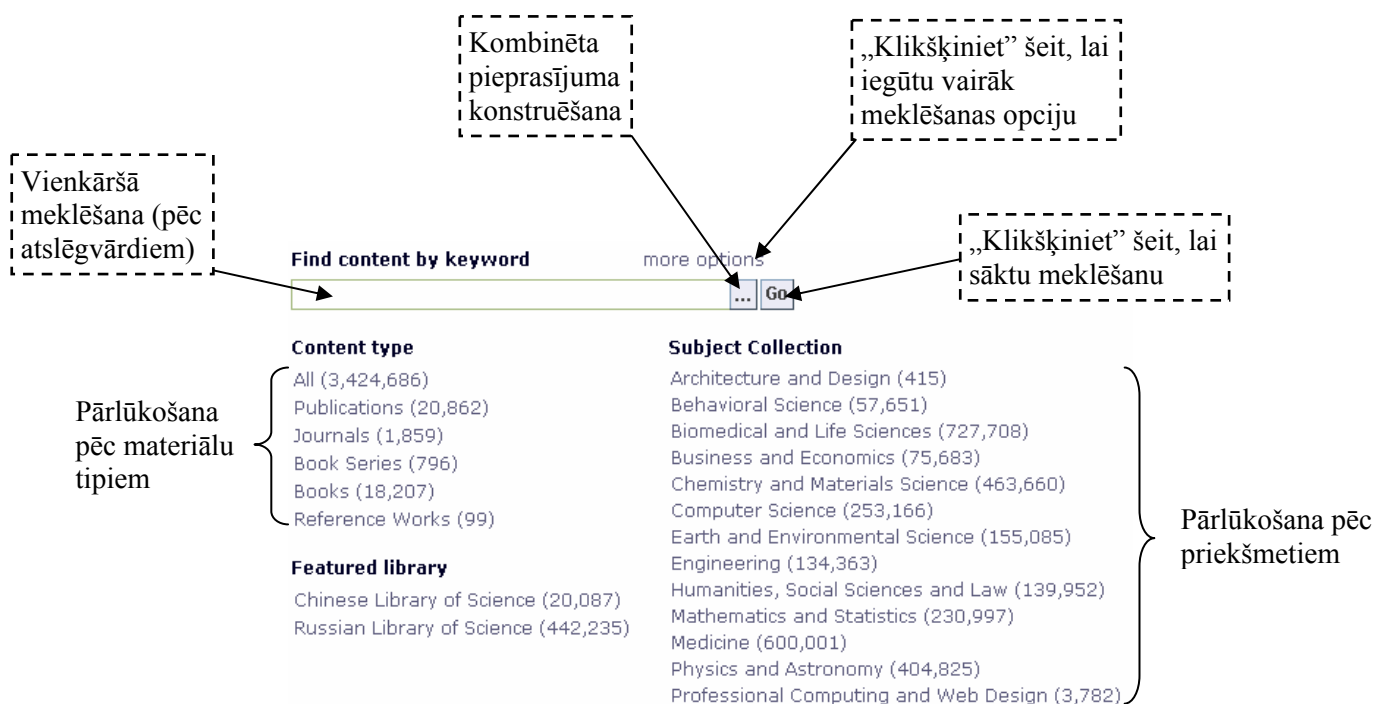 Kombinēta
pieprasījuma
konstruēšana
„Klikšķiniet” šeit, lai
iegūtu vairāk
meklēšanas opciju
Vienkāršā
meklēšana (pēc
atslēgvārdiem)
„Klikšķiniet” šeit, lai
sāktu meklēšanu
Find content by keyword more options
... Go
Content type
All (3,424,686)
Publications (20,862)
Journals (1,859)
Book Series (796)
Books (18,207)
Reference Works (99)
Pārlūkošana
pēc materiālu
tipiem
Featured library
Chinese Library of Science (20,087)
Russian Library of Science (442,235)
Subject Collection
Architecture and Design (415)
Behavioral Science (57,651)
Biomedical and Life Sciences (727,708)
Business and Economics (75,683)
Chemistry and Materials Science (463,660)
Computer Science (253,166)
Earth and Environmental Science (155,085)
Engineering (134,363)
Humanities, Social Sciences and Law (139,952)
Mathematics and Statistics (230,997)
Medicine (600,001)
Physics and Astronomy (404,825)
Professional Computing and Web Design (3,782)
Pārlūkošana pēc
priekšmetiem